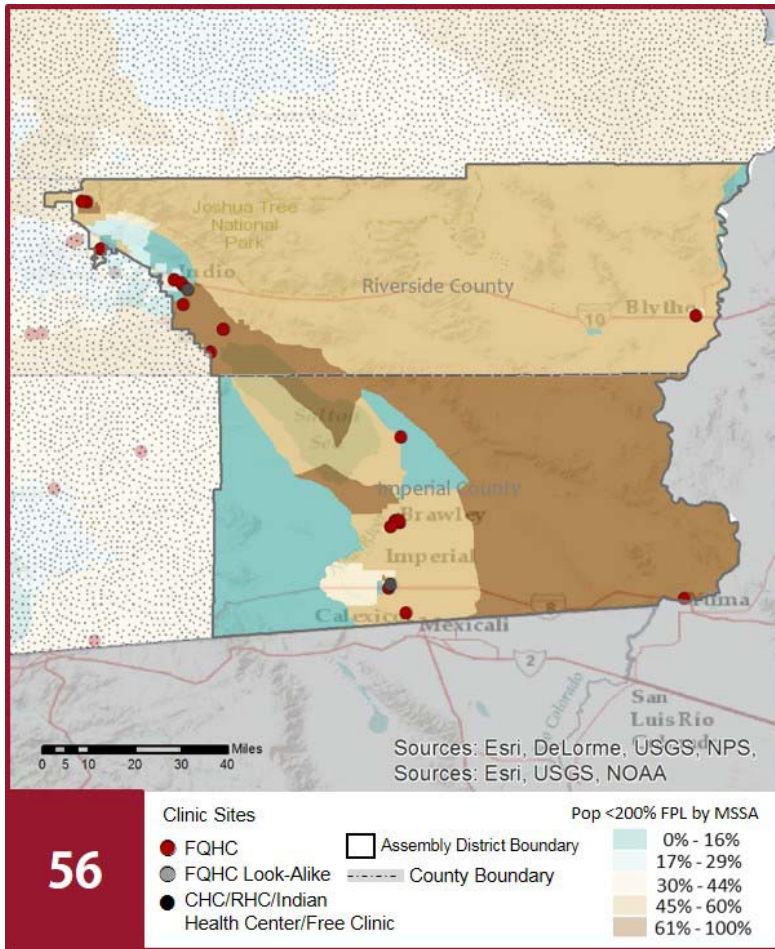 Joshua Tree
National
Park
Indio
Riverside County
10
Blythe
Salton
Sea
Imperial County
Brawley
Imperial
8
Yuma
Calexico
Mexicali
2
Colorado
San
Luis Río
Colorado
Miles
0 5 10 20 30 40
Sources: Esri, DeLorme, USGS, NPS,
Sources: Esri, USGS, NOAA
56
Clinic Sites
FQHC
FQHC Look-Alike
CHC/RHC/Indian
Health Center/Free Clinic
Assembly District Boundary
County Boundary
Pop <200% FPL by MSSA
0% - 16%
17% - 29%
30% - 44%
45% - 60%
61% - 100%